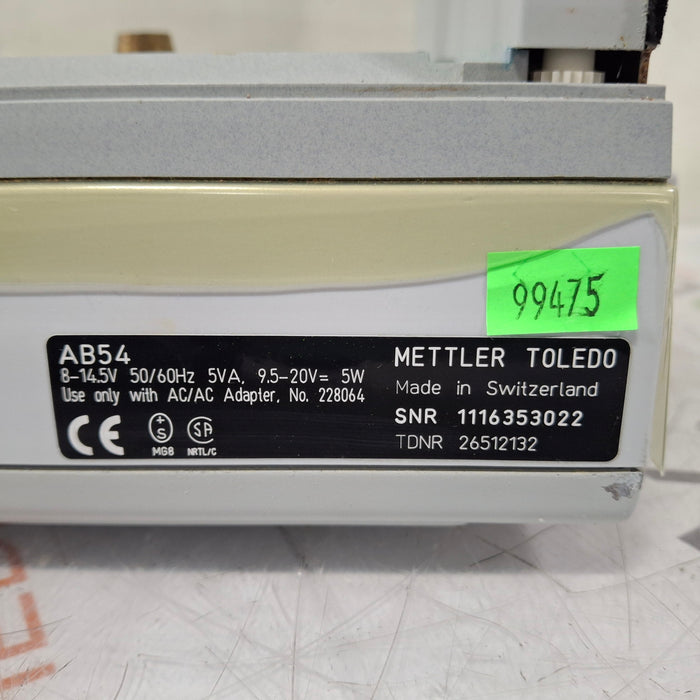 99475
AB54
8-14.5V 50/60Hz 5VA, 9.5-20V= 5W
Use only with AC/AC Adapter, No. 228064
CE
+S
MGB
SA
NRTL/C
METTLER TOLEDO
Made in Switzerland
SNR 1116353022
TDNR 26512132